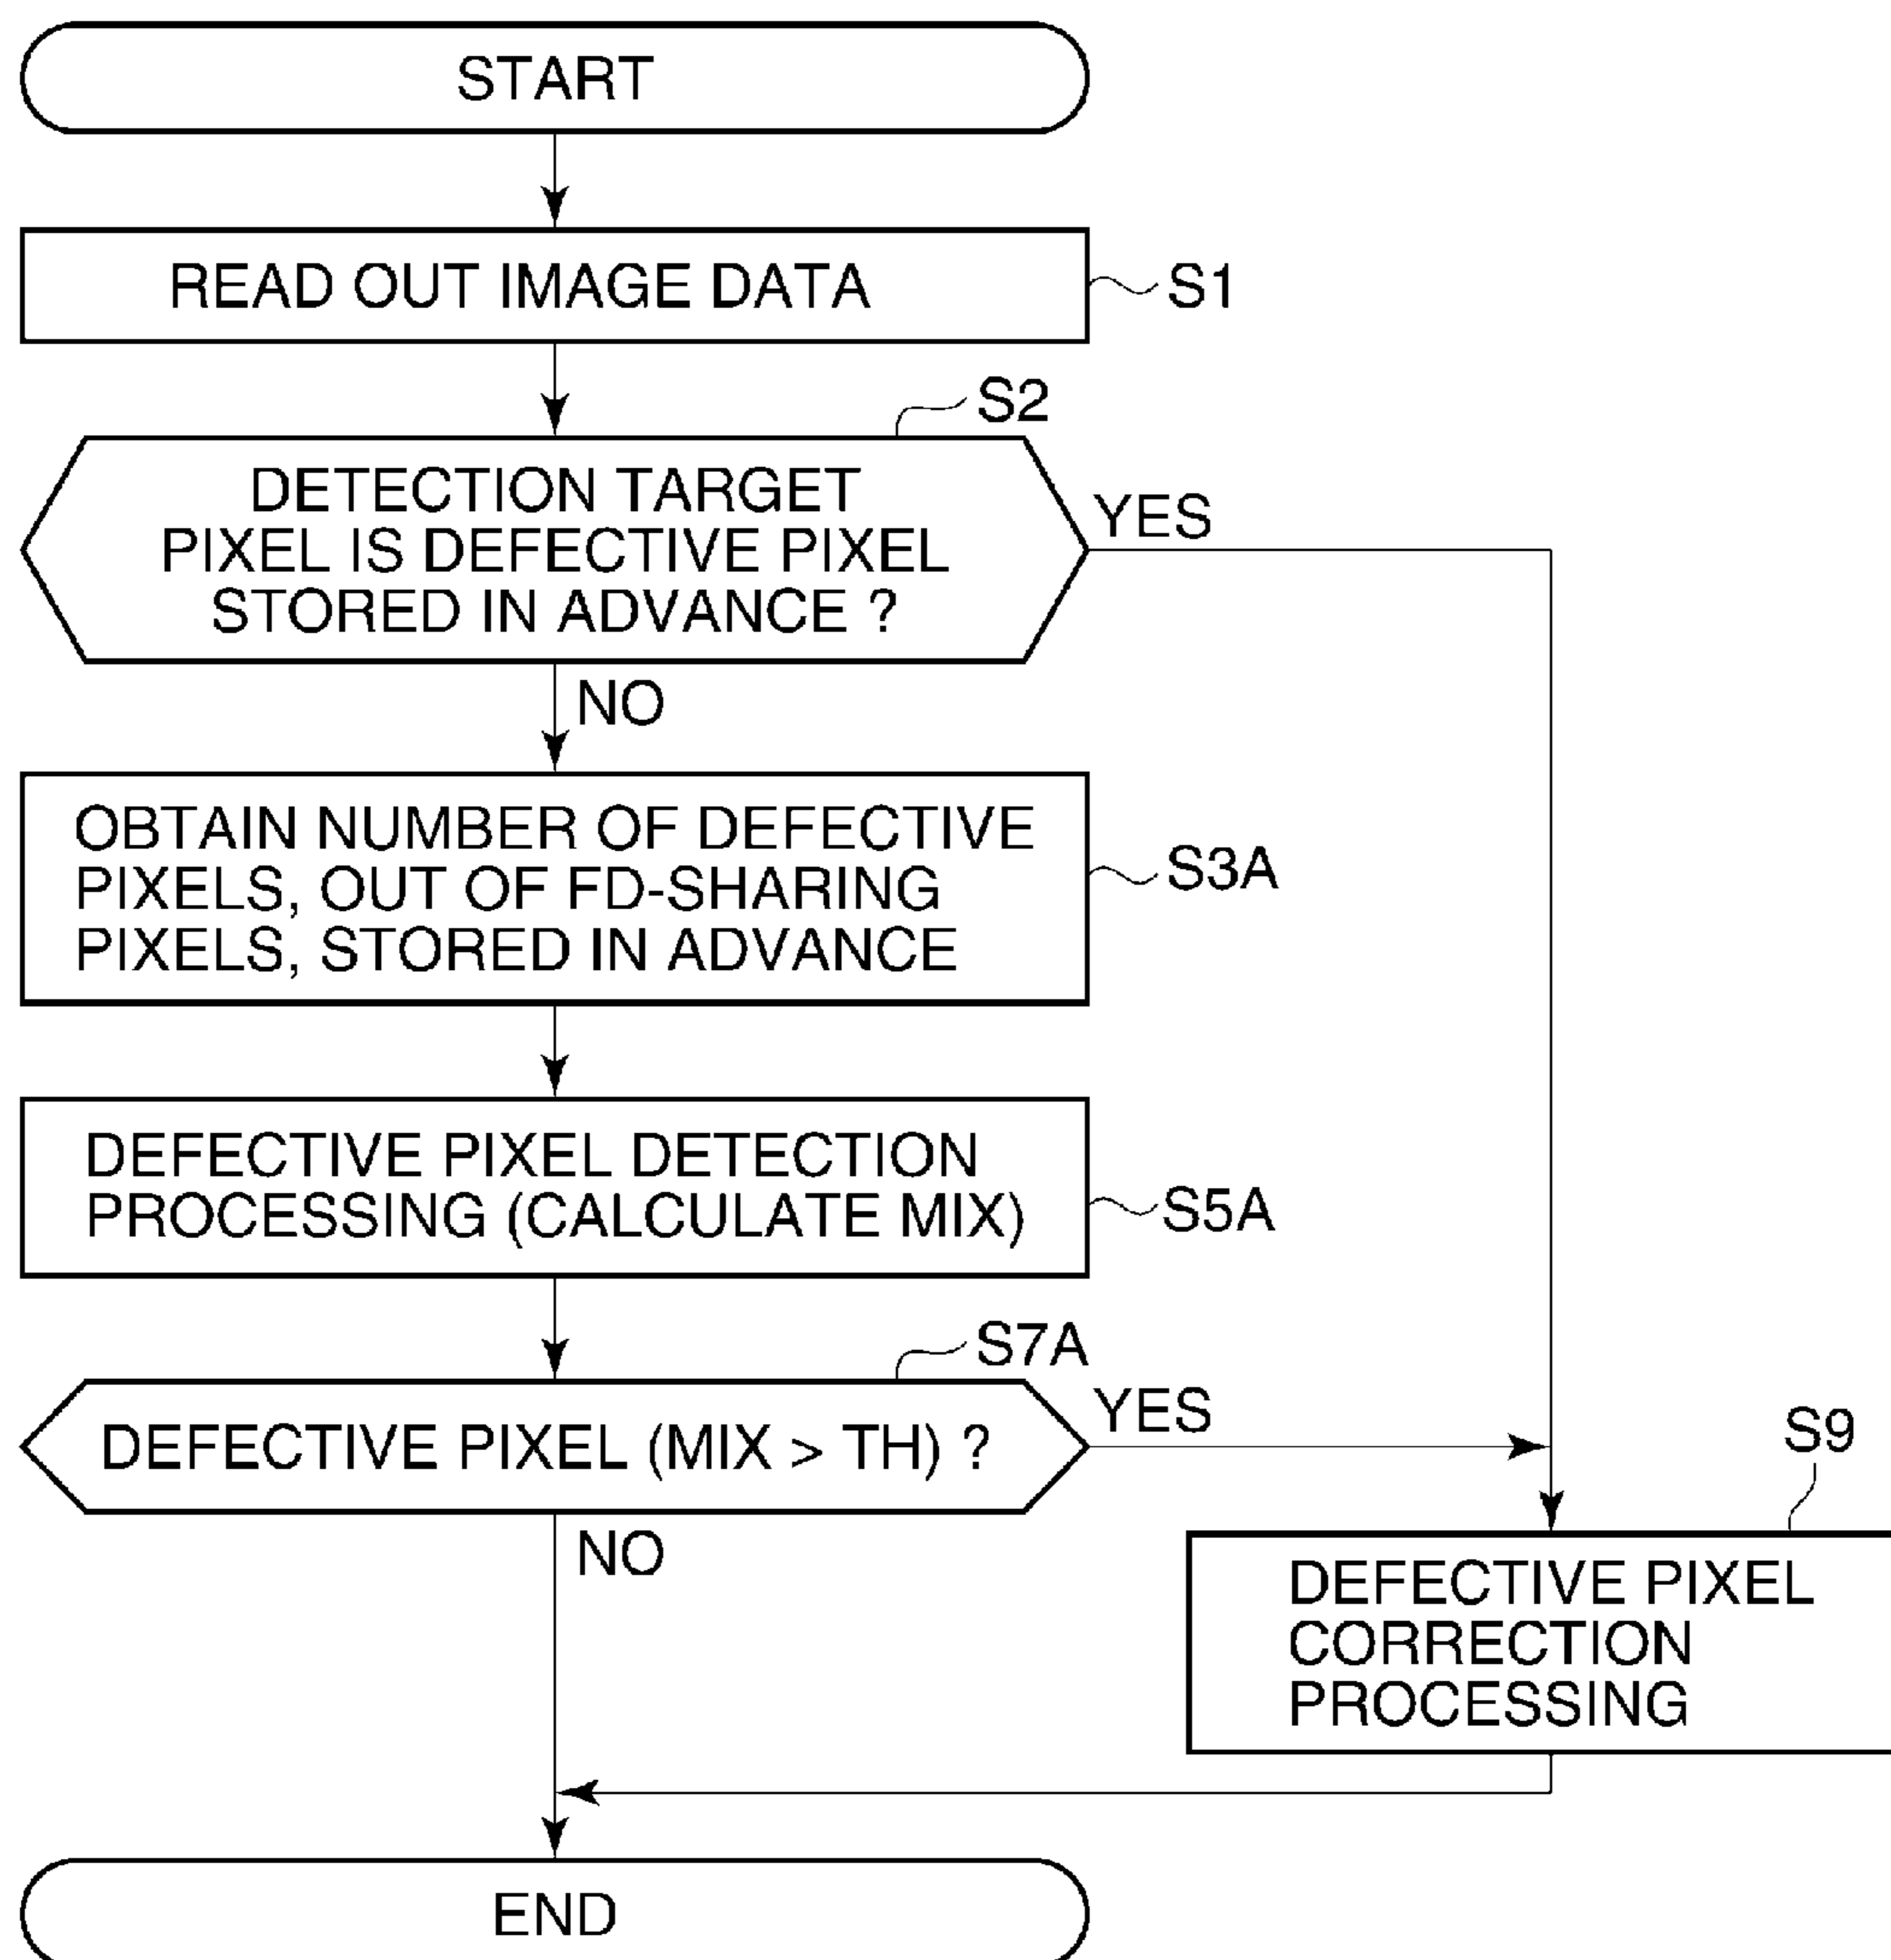 START
READ OUT IMAGE DATA
S1
S2
DETECTION TARGET
PIXEL IS DEFECTIVE PIXEL
STORED IN ADVANCE ?
YES
NO
OBTAIN NUMBER OF DEFECTIVE
PIXELS, OUT OF FD-SHARING
PIXELS, STORED IN ADVANCE
S3A
DEFECTIVE PIXEL DETECTION
PROCESSING (CALCULATE MIX)
S5A
S7A
DEFECTIVE PIXEL (MIX > TH) ?
YES
NO
S9
DEFECTIVE PIXEL
CORRECTION
PROCESSING
END